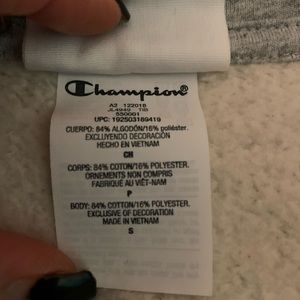 Champion®
A2 122018
JL4949 TIB
530001
UPC: 192503189419
CUERPO: 84% ALGODÓN/16% poliéster.
EXCLUYENDO DECORACIÓN
HECHO EN VIETNAM
CH
CORPS: 84% COTON/16% POLYESTER.
ORNEMENTS NON COMPRIS
FABRIQUÉ AU VIÊT-NAM
P
BODY: 84% COTTON/16% POLYESTER.
EXCLUSIVE OF DECORATION
MADE IN VIETNAM
S